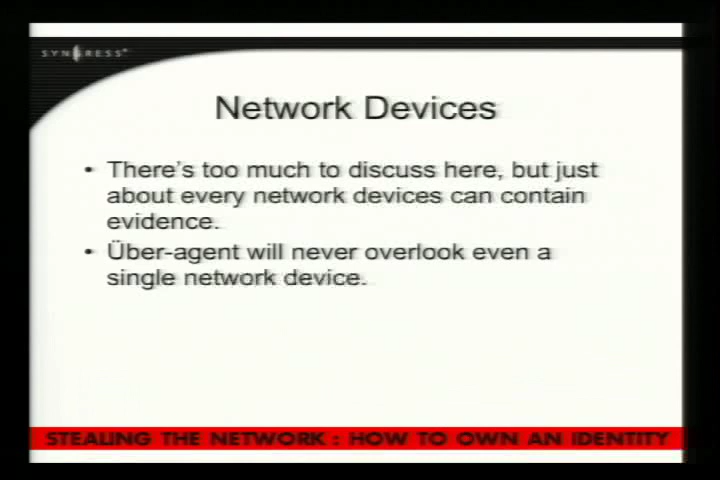 SYNGRESS
Network Devices
• There's too much to discuss here, but just
about every network devices can contain
evidence.
• Über-agent will never overlook even a
single network device.
STEALING THE NETWORK : HOW TO OWN AN IDENTITY